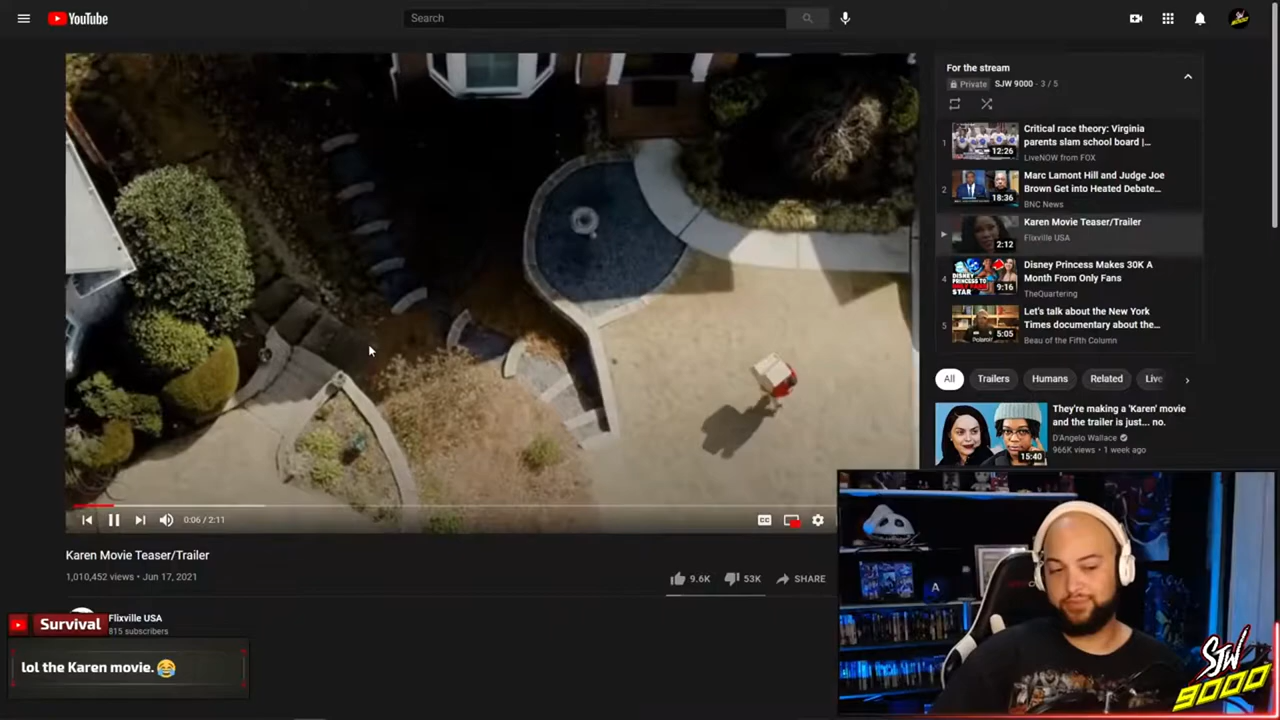 YouTube
Search
For the stream
Private SJW 9000 - 3 / 5
1
Critical race theory: Virginia
parents slam school board |...
LiveNOW from FOX
12:26
2
Marc Lamont Hill and Judge Joe
Brown Get into Heated Debate...
BNC News
18:36
Karen Movie Teaser/Trailer
Flixville USA
2:12
4
Disney Princess Makes 30K A
Month From Only Fans
TheQuartering
9:16
5
Let's talk about the New York
Times documentary about the...
Beau of the Fifth Column
5:05
All Trailers Humans Related Live
They're making a 'Karen' movie
and the trailer is just... no.
D'Angelo Wallace
966K views • 1 week ago
15:40
0:06 / 2:11
CC
Karen Movie Teaser/Trailer
1,010,452 views • Jun 17, 2021
9.6K 53K SHARE
Flixville USA
815 subscribers
Survival
lol the Karen movie. 😂
SJW
9000